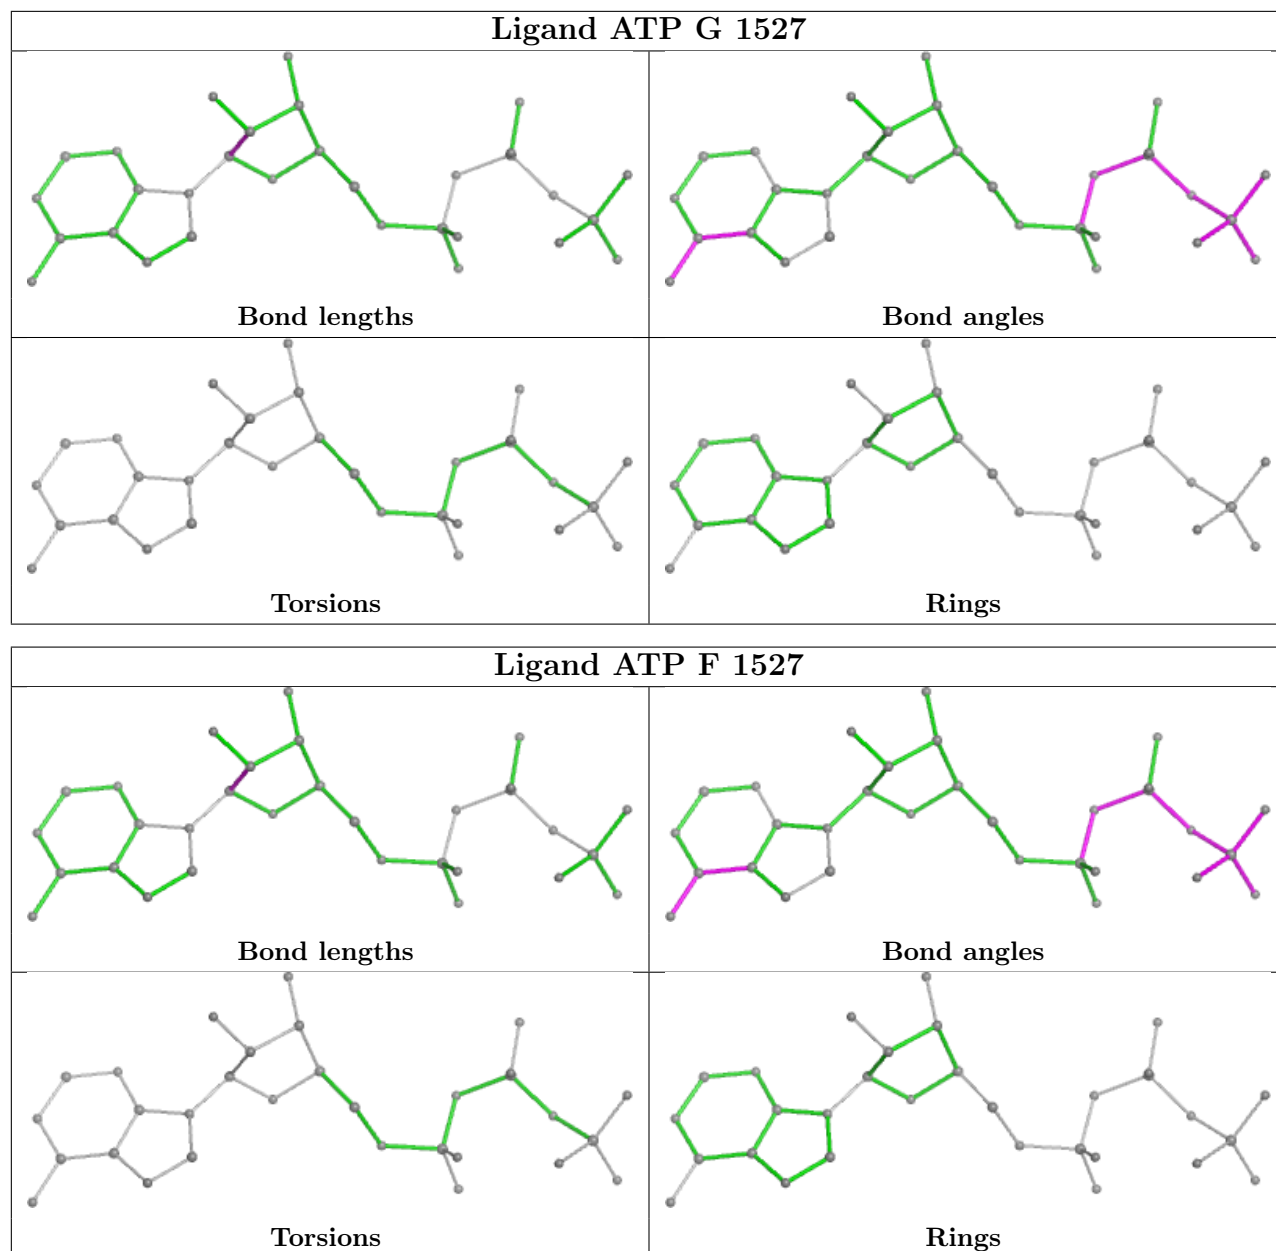 Ligand ATP G 1527
Bond lengths
Bond angles
Torsions
Rings
Ligand ATP F 1527
Bond lengths
Bond angles
Torsions
Rings